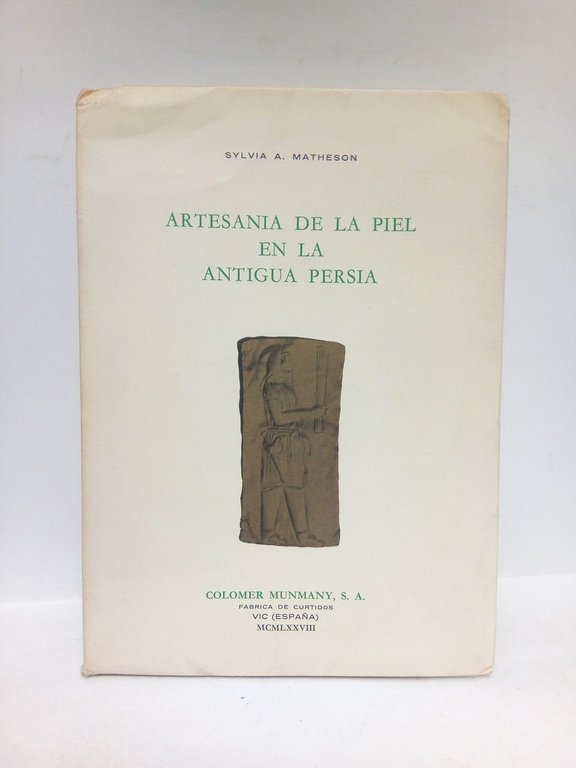 SYLVIA A. MATHESON
ARTESANIA DE LA PIEL
EN LA
ANTIGUA PERSIA
COLOMER MUNMANY, S. A.
FABRICA DE CURTIDOS
VIC (ESPAÑA)
MCMLXXVIII